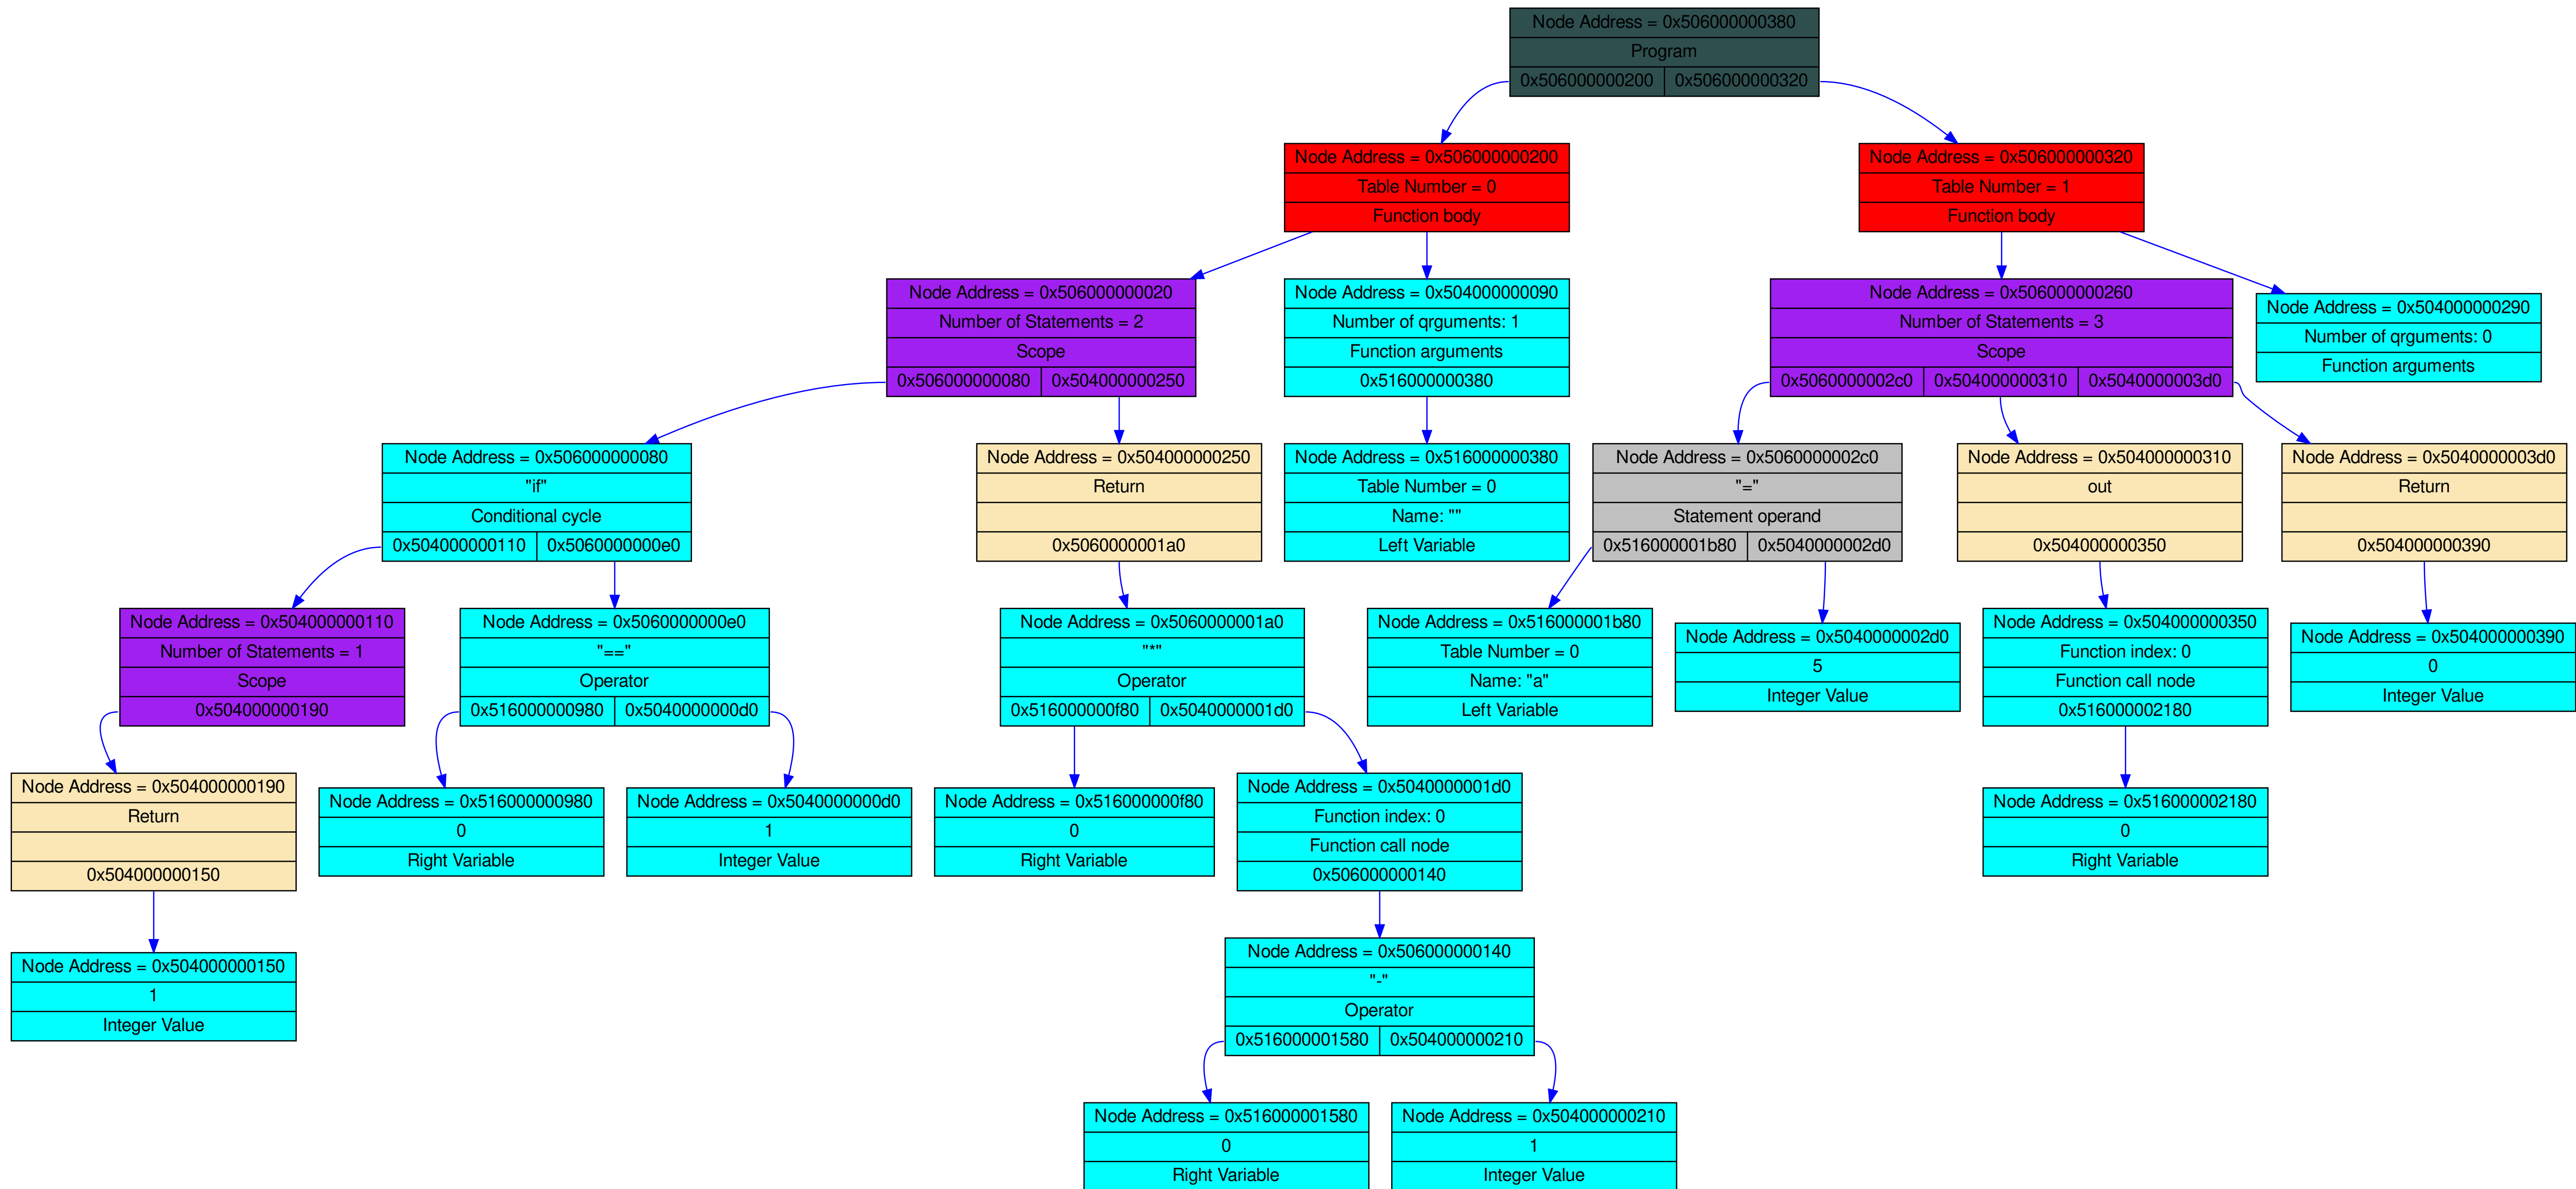 Node Address = 0x506000000380
Program
0x506000000200 0x506000000320
Node Address = 0x506000000200
Table Number = 0
Function body
Node Address = 0x506000000320
Table Number = 1
Function body
Node Address = 0x506000000020
Number of Statements = 2
Scope
0x506000000080 0x504000000250
Node Address = 0x504000000090
Number of qrguments: 1
Function arguments
0x516000000380
Node Address = 0x506000000260
Number of Statements = 3
Scope
0x5060000002c0 0x504000000310 0x5040000003d0
Node Address = 0x504000000290
Number of qrguments: 0
Function arguments
Node Address = 0x506000000080
"if"
Conditional cycle
0x504000000110 0x5060000000e0
Node Address = 0x504000000250
Return
0x5060000001a0
Node Address = 0x516000000380
Table Number = 0
Name: ""
Left Variable
Node Address = 0x5060000002c0
"="
Statement operand
0x516000001b80 0x5040000002d0
Node Address = 0x504000000310
out
0x504000000350
Node Address = 0x5040000003d0
Return
0x504000000390
Node Address = 0x504000000110
Number of Statements = 1
Scope
0x504000000190
Node Address = 0x5060000000e0
"=="
Operator
0x516000000980 0x5040000000d0
Node Address = 0x5060000001a0
"*"
Operator
0x516000000f80 0x5040000001d0
Node Address = 0x516000001b80
Table Number = 0
Name: "a"
Left Variable
Node Address = 0x5040000002d0
5
Integer Value
Node Address = 0x504000000350
Function index: 0
Function call node
0x516000002180
Node Address = 0x504000000390
0
Integer Value
Node Address = 0x504000000190
Return
0x504000000150
Node Address = 0x516000000980
0
Right Variable
Node Address = 0x5040000000d0
1
Integer Value
Node Address = 0x516000000f80
0
Right Variable
Node Address = 0x5040000001d0
Function index: 0
Function call node
0x506000000140
Node Address = 0x516000002180
0
Right Variable
Node Address = 0x504000000150
1
Integer Value
Node Address = 0x506000000140
"-"
Operator
0x516000001580 0x504000000210
Node Address = 0x516000001580
0
Right Variable
Node Address = 0x504000000210
1
Integer Value